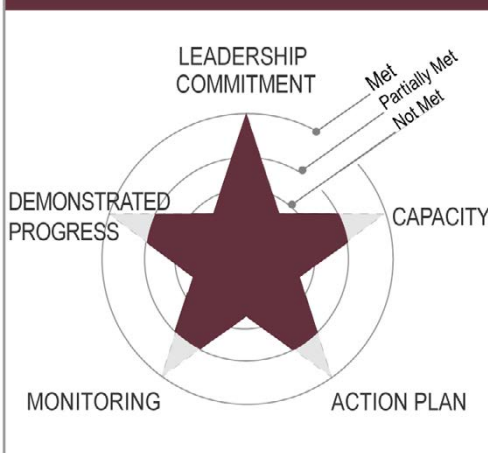 LEADERSHIP
COMMITMENT
Met
Partially Met
Not Met
DEMONSTRATED
PROGRESS
CAPACITY
MONITORING
ACTION PLAN